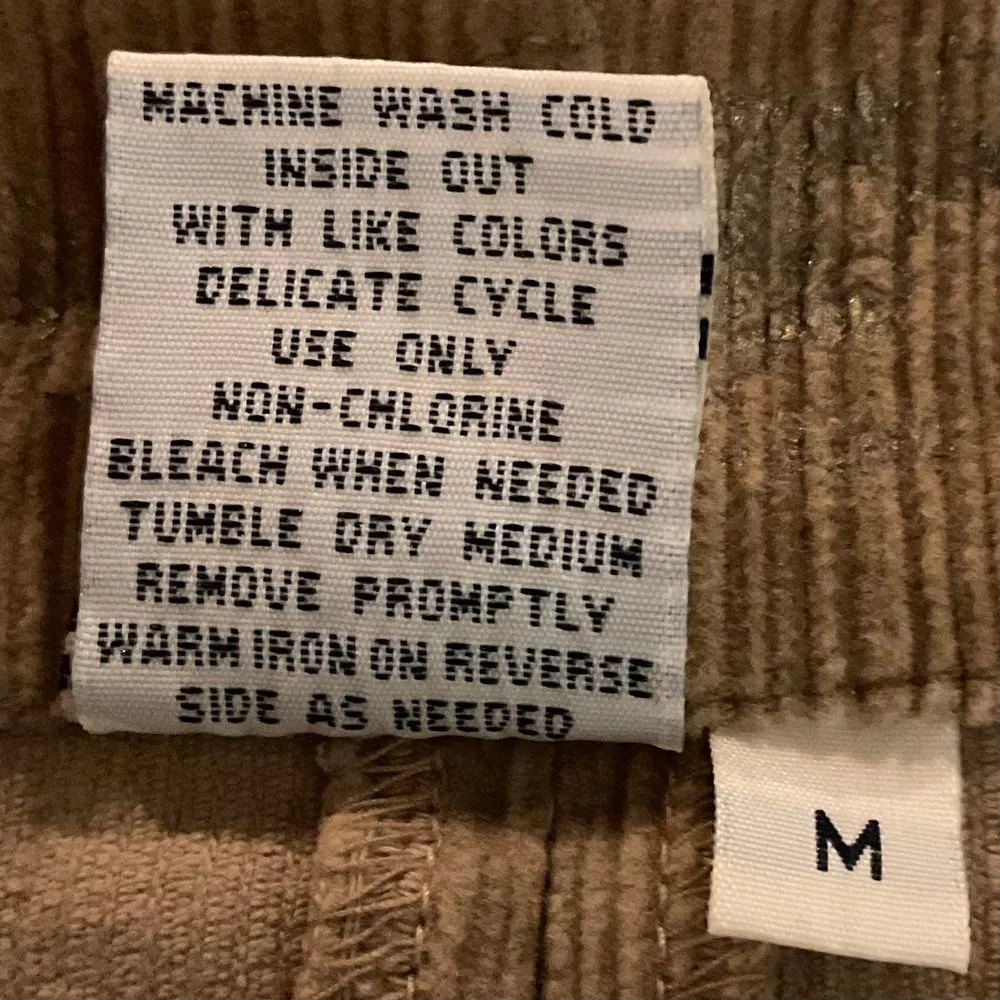 MACHINE WASH COLD
INSIDE OUT
WITH LIKE COLORS
DELICATE CYCLE
USE ONLY
NON-CHLORINE
BLEACH WHEN NEEDED
TUMBLE DRY MEDIUM
REMOVE PROMPTLY
WARM IRON ON REVERSE
SIDE AS NEEDED
M